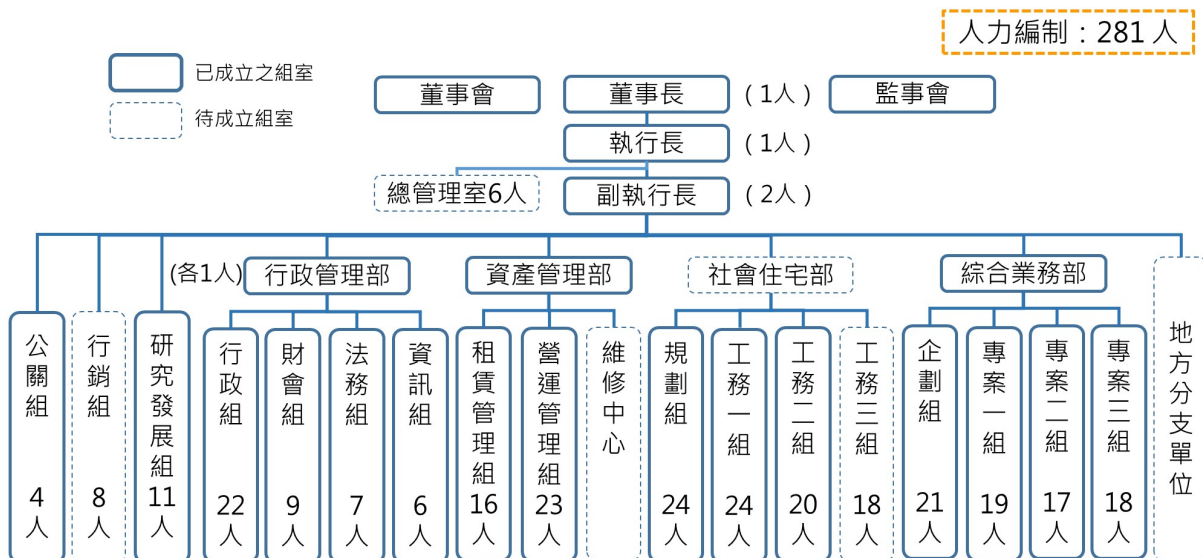 人力編制：281 人
已成立之組室
待成立組室
董事會
董事長
(1人)
監事會
執行長
(1人)
總管理室6人
副執行長
(2人)
(各1人)
行政管理部
資產管理部
社會住宅部
綜合業務部
公關組
4
人
行銷組
8
人
研究發展組
11
人
行政組
22
人
財會組
9
人
法務組
7
人
資訊組
6
人
租賃管理組
16
人
營運管理組
23
人
維修中心
規劃組
24
人
工務一組
24
人
工務二組
20
人
工務三組
18
人
企劃組
21
人
專案一組
19
人
專案二組
17
人
專案三組
18
人
地方分支單位